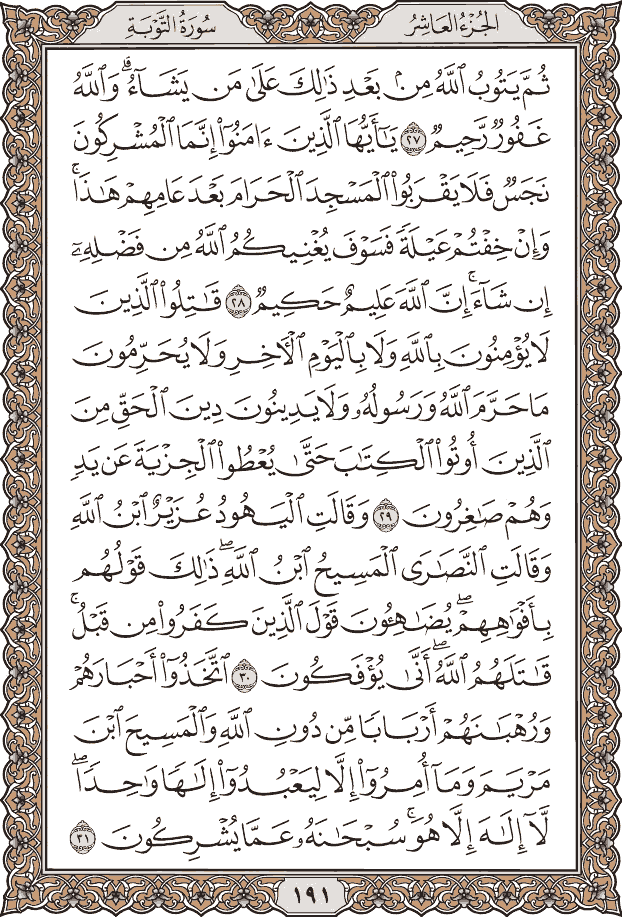 الجُزْءُ العَاشِرُ
سُورَةُ التَّوْبَةِ
ثُمَّ يَتُوبُ ٱللَّهُ مِنۢ بَعْدِ ذَٰلِكَ عَلَىٰ مَن يَشَآءُۗ وَٱللَّهُ
غَفُورٌ رَّحِيمٌ ٢٧ يَٰٓأَيُّهَا ٱلَّذِينَ ءَامَنُوٓا۟ إِنَّمَا ٱلْمُشْرِكُونَ
نَجَسٌ فَلَا يَقْرَبُوا۟ ٱلْمَسْجِدَ ٱلْحَرَامَ بَعْدَ عَامِهِمْ هَٰذَاۚ
وَإِنْ خِفْتُمْ عَيْلَةً فَسَوْفَ يُغْنِيكُمُ ٱللَّهُ مِن فَضْلِهِۦٓ
إِن شَآءَۚ إِنَّ ٱللَّهَ عَلِيمٌ حَكِيمٌ ٢٨ قَٰتِلُوا۟ ٱلَّذِينَ
لَا يُؤْمِنُونَ بِٱللَّهِ وَلَا بِٱلْيَوْمِ ٱلْءَاخِرِ وَلَا يُحَرِّمُونَ
مَا حَرَّمَ ٱللَّهُ وَرَسُولُهُۥ وَلَا يَدِينُونَ دِينَ ٱلْحَقِّ مِنَ
ٱلَّذِينَ أُوتُوا۟ ٱلْكِتَٰبَ حَتَّىٰ يُعْطُوا۟ ٱلْجِزْيَةَ عَن يَدٍ
وَهُمْ صَٰغِرُونَ ٢٩ وَقَالَتِ ٱلْيَهُودُ عُزَيْرٌ ٱبْنُ ٱللَّهِ
وَقَالَتِ ٱلنَّصَٰرَى ٱلْمَسِيحُ ٱبْنُ ٱللَّهِۖ ذَٰلِكَ قَوْلُهُم
بِأَفْوَٰهِهِمْۖ يُضَٰهِـُٔونَ قَوْلَ ٱلَّذِينَ كَفَرُوا۟ مِن قَبْلُۚ
قَٰتَلَهُمُ ٱللَّهُۖ أَنَّىٰ يُؤْفَكُونَ ٣٠ ٱتَّخَذُوٓا۟ أَحْبَارَهُمْ
وَرُهْبَٰنَهُمْ أَرْبَابًا مِّن دُونِ ٱللَّهِ وَٱلْمَسِيحَ ٱبْنَ
مَرْيَمَ وَمَآ أُمِرُوٓا۟ إِلَّا لِيَعْبُدُوٓا۟ إِلَٰهًا وَٰحِدًاۖ
لَّآ إِلَٰهَ إِلَّا هُوَۚ سُبْحَٰنَهُۥ عَمَّا يُشْرِكُونَ ٣١
١٩١